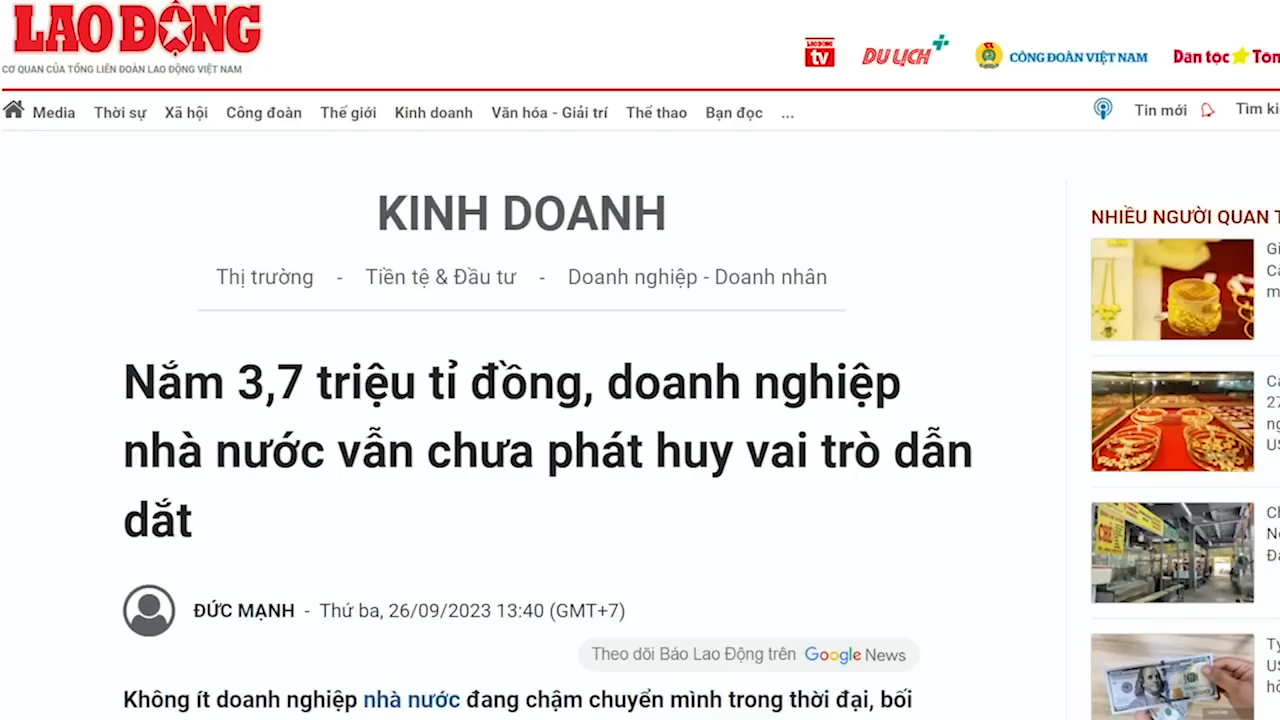 LAO ĐỘNG
CƠ QUAN CỦA TỔNG LIÊN ĐOÀN LAO ĐỘNG VIỆT NAM
LAO ĐỘNG
tv
DU LỊCH
CÔNG ĐOÀN VIỆT NAM
Dân tộc
Media Thời sự Xã hội Công đoàn Thế giới Kinh doanh Văn hóa - Giải trí Thể thao Bạn đọc ...
Tin mới
Tìm
KINH DOANH
Thị trường - Tiền tệ & Đầu tư - Doanh nghiệp - Doanh nhân
Nắm 3,7 triệu tỉ đồng, doanh nghiệp
nhà nước vẫn chưa phát huy vai trò dẫn
dắt
ĐỨC MẠNH - Thứ ba, 26/09/2023 13:40 (GMT+7)
Theo dõi Báo Lao Động trên Google News
Không ít doanh nghiệp nhà nước đang chậm chuyển mình trong thời đại, bối
NHIỀU NGƯỜI QUAN